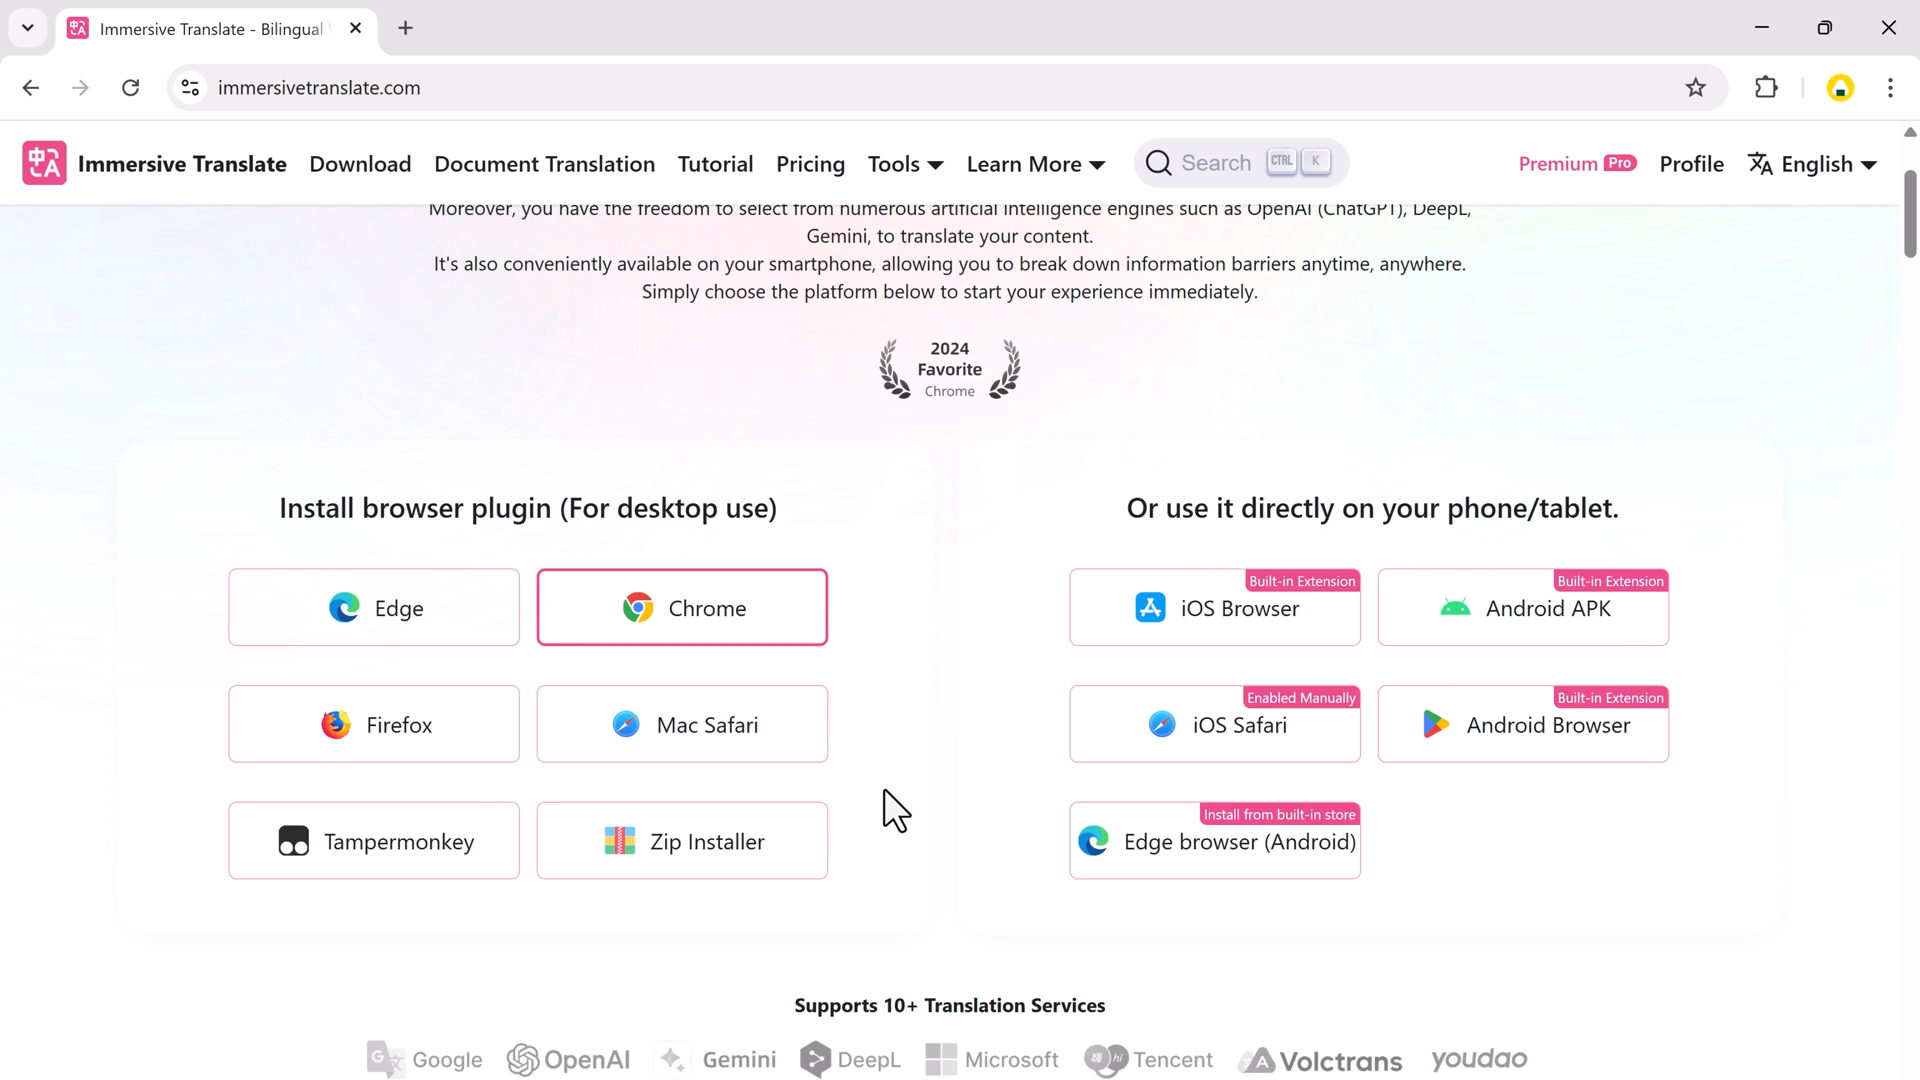 Immersive Translate - Bilingual
immersivetranslate.com
中A Immersive Translate Download Document Translation Tutorial Pricing Tools Learn More Search CTRL K Premium Pro Profile English
Moreover, you have the freedom to select from numerous artificial intelligence engines such as OpenAI (ChatGPT), DeepL,
Gemini, to translate your content.
It's also conveniently available on your smartphone, allowing you to break down information barriers anytime, anywhere.
Simply choose the platform below to start your experience immediately.
2024
Favorite
Chrome
Install browser plugin (For desktop use)
Edge
Chrome
Firefox
Mac Safari
Tampermonkey
Zip Installer
Or use it directly on your phone/tablet.
Built-in Extension
iOS Browser
Built-in Extension
Android APK
Enabled Manually
iOS Safari
Built-in Extension
Android Browser
Install from built-in store
Edge browser (Android)
Supports 10+ Translation Services
Google OpenAI Gemini DeepL Microsoft Tencent Volctrans youdao